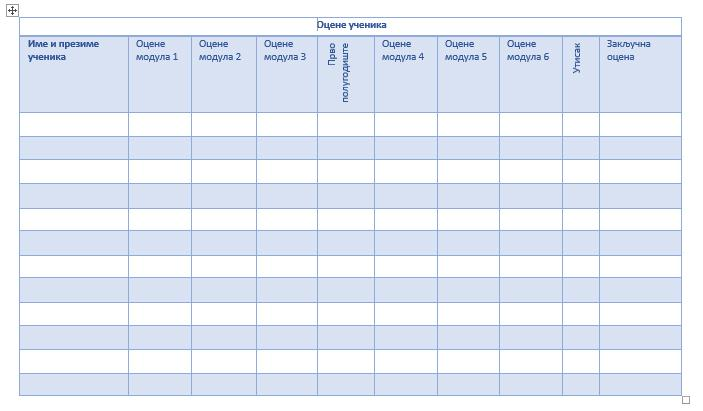 Оцене ученика
Име и презиме
ученика
Оцене
модула 1
Оцене
модула 2
Оцене
модула 3
Прво
полугодиште
Оцене
модула 4
Оцене
модула 5
Оцене
модула 6
Утисак
Закључна
оцена